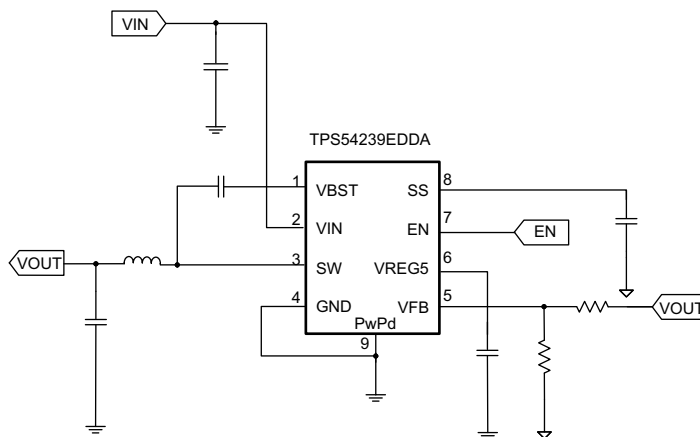 VIN
TPS54239EDDA
1
VBST
SS
8
2
VIN
EN
7
EN
VOUT
3
SW
VREG5
6
4
GND
VFB
5
VOUT
PwPd
9